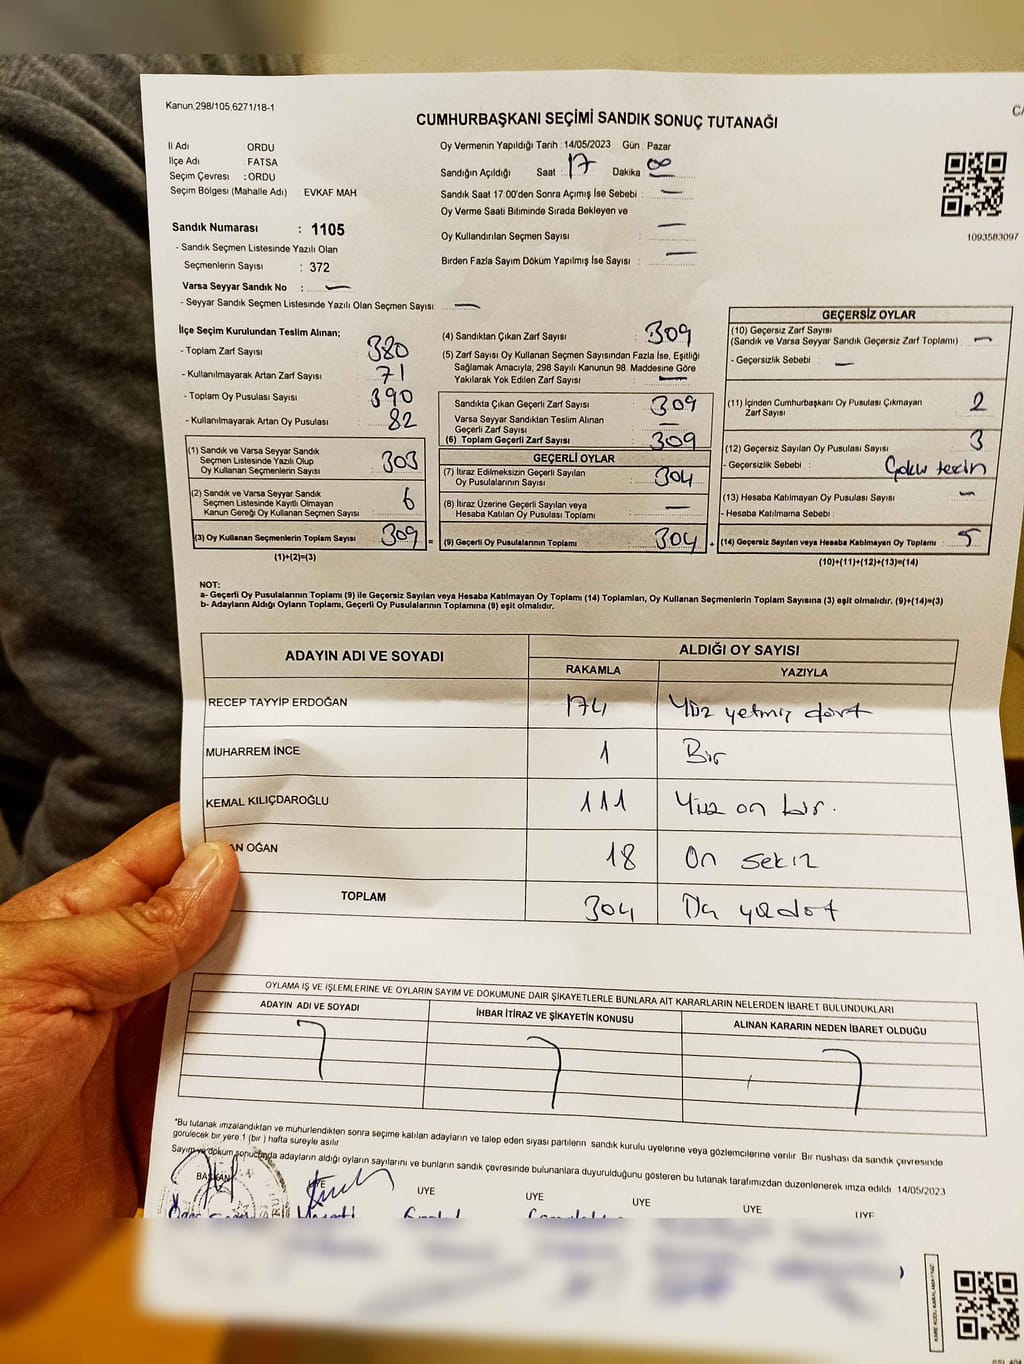 Kanun.298/105.6271/18-1
CUMHURBAŞKANI SEÇİMİ SANDIK SONUÇ TUTANAĞI
İl Adı ORDU
İlçe Adı : FATSA
Seçim Çevresi : ORDU
Seçim Bölgesi (Mahalle Adı) : EVKAF MAH
Sandık Numarası : 1105
- Sandık Seçmen Listesinde Yazılı Olan
Seçmenlerin Sayısı : 372
Varsa Seyyar Sandık No : —
- Seyyar Sandık Seçmen Listesinde Yazılı Olan Seçmen Sayısı: —
Oy Vermenin Yapıldığı Tarih : 14/05/2023 Gün : Pazar
Sandığın Açıldığı Saat : 17 Dakika : 00
Sandık Saat 17:00'den Sonra Açımış İse Sebebi : —
Oy Verme Saati Bitiminde Sırada Bekleyen ve
Oy Kullandırılan Seçmen Sayısı : —
Birden Fazla Sayım Döküm Yapılmış İse Sayısı : —
1093583097
İlçe Seçim Kurulundan Teslim Alınan;
- Toplam Zarf Sayısı : 380
- Kullanılmayarak Artan Zarf Sayısı : 71
- Toplam Oy Pusulası Sayısı : 390
- Kullanılmayarak Artan Oy Pusulası : 82
(1) Sandık ve Varsa Seyyar Sandık
Seçmen Listesinde Yazılı Olup
Oy Kullanan Seçmenlerin Sayısı : 303
(2) Sandık ve Varsa Seyyar Sandık
Seçmen Listesinde Kayıtlı Olmayan
Kanun Gereği Oy Kullanan Seçmen Sayısı : 6
(3) Oy Kullanan Seçmenlerin Toplam Sayısı : 309 =
(1)+(2)=(3)
(4) Sandıktan Çıkan Zarf Sayısı : 309
(5) Zarf Sayısı Oy Kullanan Seçmen Sayısından Fazla İse, Eşitliği
Sağlamak Amacıyla, 298 Sayılı Kanunun 98. Maddesine Göre
Yakılarak Yok Edilen Zarf Sayısı : —
Sandıkta Çıkan Geçerli Zarf Sayısı : 309
Varsa Seyyar Sandıktan Teslim Alınan
Geçerli Zarf Sayısı : —
(6) Toplam Geçerli Zarf Sayısı : 309
GEÇERLİ OYLAR
(7) İtiraz Edilmeksizin Geçerli Sayılan
Oy Pusulalarının Sayısı : 304
(8) İtiraz Üzerine Geçerli Sayılan veya
Hesaba Katılan Oy Pusulası Toplamı : —
(9) Geçerli Oy Pusulalarının Toplamı : 304 +
GEÇERSİZ OYLAR
(10) Geçersiz Zarf Sayısı
(Sandık ve Varsa Seyyar Sandık Geçersiz Zarf Toplamı) : —
- Geçersizlik Sebebi : —
(11) İçinden Cumhurbaşkanı Oy Pusulası Çıkmayan
Zarf Sayısı : 2
(12) Geçersiz Sayılan Oy Pusulası Sayısı : 3
- Geçersizlik Sebebi :
(13) Hesaba Katılmayan Oy Pusulası Sayısı : —
- Hesaba Katılmama Sebebi :
(14) Geçersiz Sayılan veya Hesaba Katılmayan Oy Toplamı : 5
(10)+(11)+(12)+(13)=(14)
NOT:
a- Geçerli Oy Pusulalarının Toplamı (9) ile Geçersiz Sayılan veya Hesaba Katılmayan Oy Toplamı (14) Toplamları, Oy Kullanan Seçmenlerin Toplam Sayısına (3) eşit olmalıdır. (9)+(14)=(3)
b- Adayların Aldığı Oyların Toplamı, Geçerli Oy Pusulalarının Toplamına (9) eşit olmalıdır.
ADAYIN ADI VE SOYADI ALDIĞI OY SAYISI
RAKAMLA YAZIYLA
RECEP TAYYİP ERDOĞAN 174 Yüz yetmiş dört
MUHARREM İNCE 1 Bir
KEMAL KILIÇDAROĞLU 111 Yüz on bir.
AN OĞAN 18 On sekiz
TOPLAM 304 yüzdört
OYLAMA İŞ VE İŞLEMLERİNE VE OYLARIN SAYIM VE DÖKÜMÜNE DAİR ŞİKAYETLERLE BUNLARA AİT KARARLARIN NELERDEN İBARET BULUNDUKLARI
ADAYIN ADI VE SOYADI İHBAR İTİRAZ VE ŞİKAYETİN KONUSU ALINAN KARARIN NEDEN İBARET OLDUĞU
*Bu tutanak imzalandıktan ve mühürlendikten sonra seçime katılan adayların ve talep eden siyasi partilerin sandık kurulu üyelerine veya gözlemcilerine verilir. Bir nüshası da sandık çevresinde
görülecek bir yere 1 (bir) hafta süreyle asılır
Sayım ve döküm sonucunda adayların aldığı oyların sayılarını ve bunların sandık çevresinde bulunanlara duyurulduğunu gösteren bu tutanak tarafımızdan düzenlenerek imza edildi. 14/05/2023
BAŞKAN ÜYE ÜYE ÜYE ÜYE ÜYE ÜYE